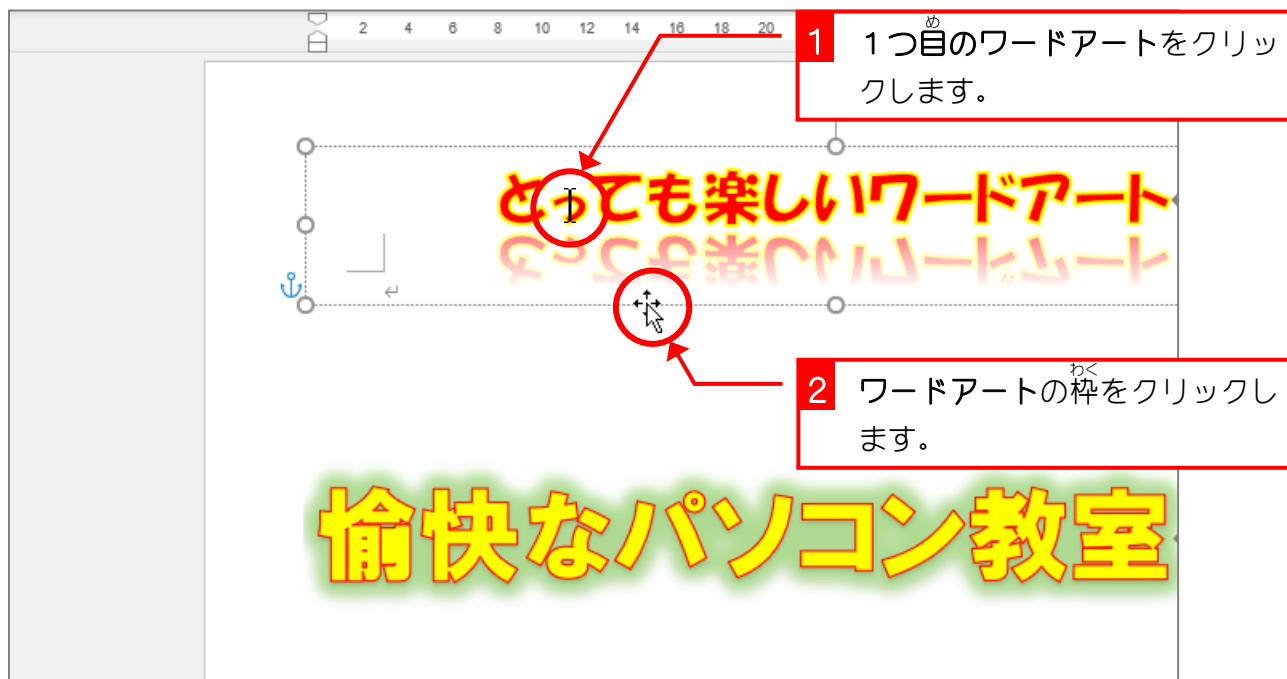 2 4 6 8 10 12 14 16 18 20
1
め
１つ目のワードアートをクリッ
クします。
とっても楽しいワードアート
2
わく
ワードアートの枠をクリックし
ます。
愉快なパソコン教室